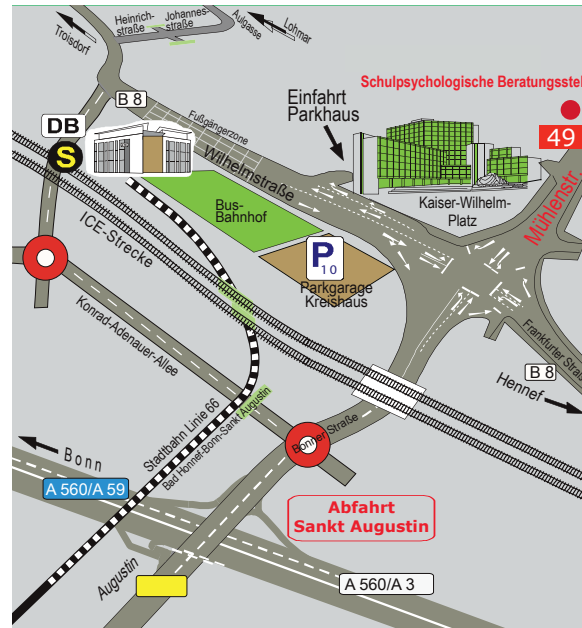 Heinrich-
straße
Johannes-
straße
Aulgasse
Lohmar
Troisdorf
Schulpsychologische Beratungsstel
B 8
Einfahrt
Parkhaus
49
DB
S
Fußgängerzone
Wilhelmstraße
Kaiser-Wilhelm-
Platz
Mühlenstr.
Bus-
Bahnhof
ICE-Strecke
P
10
Parkgarage
Kreishaus
Konrad-Adenauer-Allee
Frankfurter Straß
B 8
Hennef
Stadtbahn Linie 66
Bad Honnef-Bonn-Sankt Augustin
Bonner Straße
Bonn
A 560/A 59
Abfahrt
Sankt Augustin
Augustin
A 560/A 3